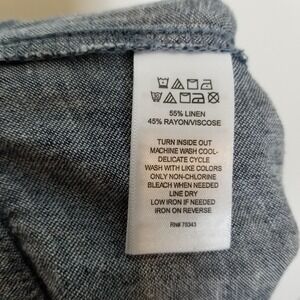 55% LINEN
45% RAYON/VISCOSE
TURN INSIDE OUT
MACHINE WASH COOL-
DELICATE CYCLE
WASH WITH LIKE COLORS
ONLY NON-CHLORINE
BLEACH WHEN NEEDED
LINE DRY
LOW IRON IF NEEDED
IRON ON REVERSE
RN# 75343